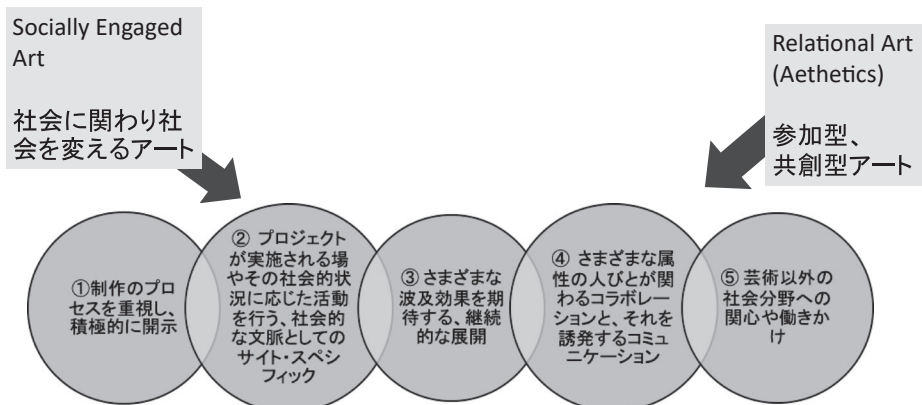 Socially Engaged
Art
社会に関わり社
会を変えるアート
Relational Art
(Aethetics)
参加型、
共創型アート
①制作のプロ
セスを重視し、
積極的に開示
② プロジェクト
が実施される場
やその社会的状
況に応じた活動
を行う、社会的
な文脈としての
サイト・スペシ
フィック
③ さまざまな
波及効果を期
待する、継続
的な展開
④ さまざまな属
性の人びとが関
わるコラボレー
ションと、それを
誘発するコミュ
ニケーション
⑤ 芸術以外の
社会分野への
関心や働きか
け